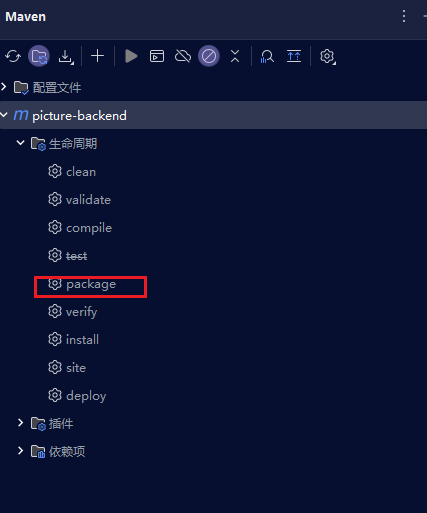 Maven
配置文件
m picture-backend
生命周期
clean
validate
compile
test
package
verify
install
site
deploy
插件
依赖项